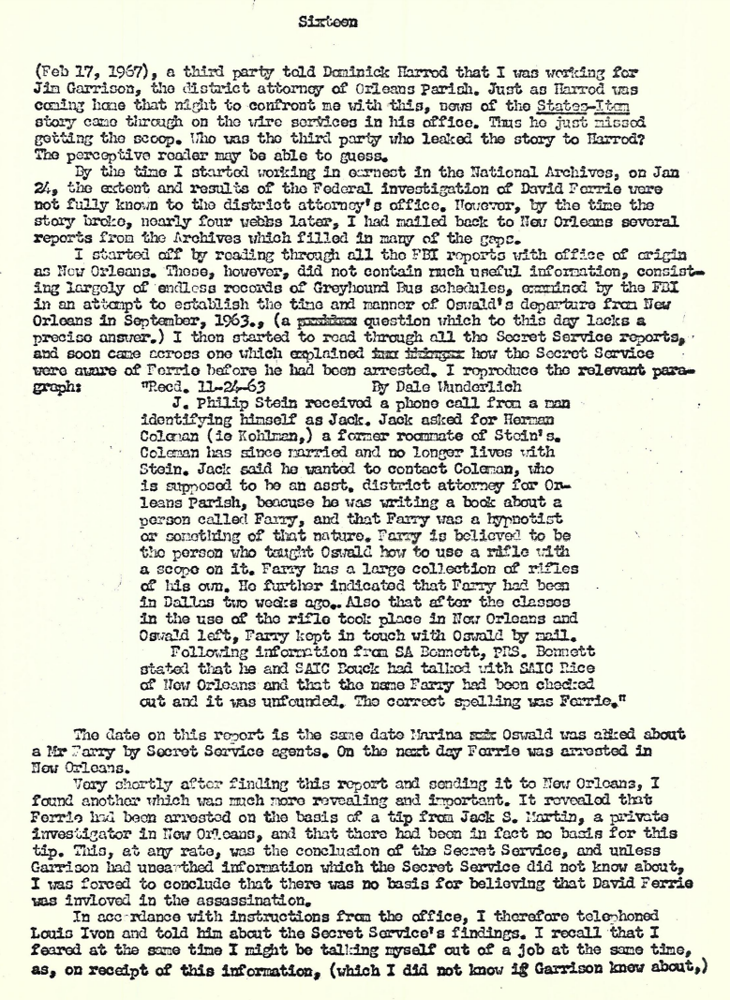 Sixteen
(Feb 17, 1967), a third party told Dominick Harrod that I was working for
Jim Garrison, the district attorney of Orleans Parish. Just as Harrod was
coming home that night to confront me with this, news of the States-Item
story came through on the wire services in his office. Thus he just missed
getting the scoop. Who was the third party who leaked the story to Harrod?
The perceptive reader may be able to guess.
By the time I started working in earnest in the National Archives, on Jan
24, the extent and results of the Federal investigation of David Ferrie were
not fully known to the district attorney's office. However, by the time the
story broke, nearly four weeks later, I had mailed back to New Orleans several
reports from the Archives which filled in many of the gaps.
I started off by reading through all the FBI reports with office of origin
as New Orleans. These, however, did not contain much useful information, consist-
ing largely of endless records of Greyhound Bus schedules, examined by the FBI
in an attempt to establish the time and manner of Oswald's departure from New
Orleans in September, 1963., (a question which to this day lacks a
precise answer.) I then started to read through all the Secret Service reports,
and soon came across one which explained how the Secret Service
were aware of Ferrie before he had been arrested. I reproduce the relevant para-
graph: "Recd. 11-24-63 By Dale Wunderlich
J. Philip Stein received a phone call from a man
identifying himself as Jack. Jack asked for Herman
Coleman (ie Kohlman,) a former roommate of Stein's.
Coleman has since married and no longer lives with
Stein. Jack said he wanted to contact Coleman, who
is supposed to be an asst. district attorney for Or-
leans Parish, beacuse he was writing a book about a
person called Farry, and that Farry was a hypnotist
or something of that nature. Farry is believed to be
the person who taught Oswald how to use a rifle with
a scope on it. Farry has a large collection of rifles
of his own. He further indicated that Farry had been
in Dallas two weeks ago.. Also that after the classes
in the use of the rifle took place in New Orleans and
Oswald left, Farry kept in touch with Oswald by mail.
Following information from SA Bennett, PRS. Bennett
stated that he and SAIC Bouck had talked with SAIC Rice
of New Orleans and that the name Farry had been checked
out and it was unfounded. The correct spelling was Ferrie."
The date on this report is the same date Marina Oswald was asked about
a Mr Farry by Secret Service agents. On the next day Ferrie was arrested in
New Orleans.
Very shortly after finding this report and sending it to New Orleans, I
found another which was much more revealing and important. It revealed that
Ferrie had been arrested on the basis of a tip from Jack S. Martin, a private
investigator in New Orleans, and that there had been in fact no basis for this
tip. This, at any rate, was the conclusion of the Secret Service, and unless
Garrison had unearthed information which the Secret Service did not know about,
I was forced to conclude that there was no basis for believing that David Ferrie
was invloved in the assassination.
In accordance with instructions from the office, I therefore telephoned
Louis Ivon and told him about the Secret Service's findings. I recall that I
feared at the same time I might be talking myself out of a job at the same time,
as, on receipt of this information, (which I did not know if Garrison knew about,)